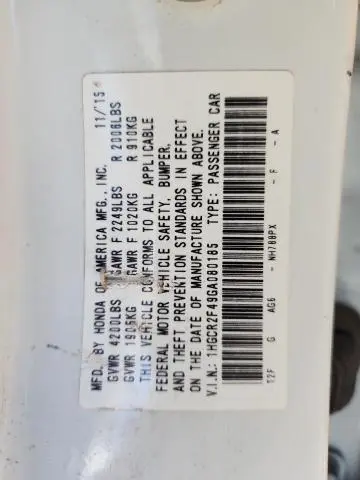 MFD. BY HONDA OF AMERICA MFG., INC. 11/15
GVWR 4200LBS GAWR F 2249LBS R 2006LBS
GVWR 1905KG GAWR F 1020KG R 910KG
THIS VEHICLE CONFORMS TO ALL APPLICABLE
FEDERAL MOTOR VEHICLE SAFETY, BUMPER,
AND THEFT PREVENTION STANDARDS IN EFFECT
ON THE DATE OF MANUFACTURE SHOWN ABOVE.
V.I.N.: 1HGCR2F49GA080185 TYPE: PASSENGER CAR
T2F G AG6 - NH788PX - F - A